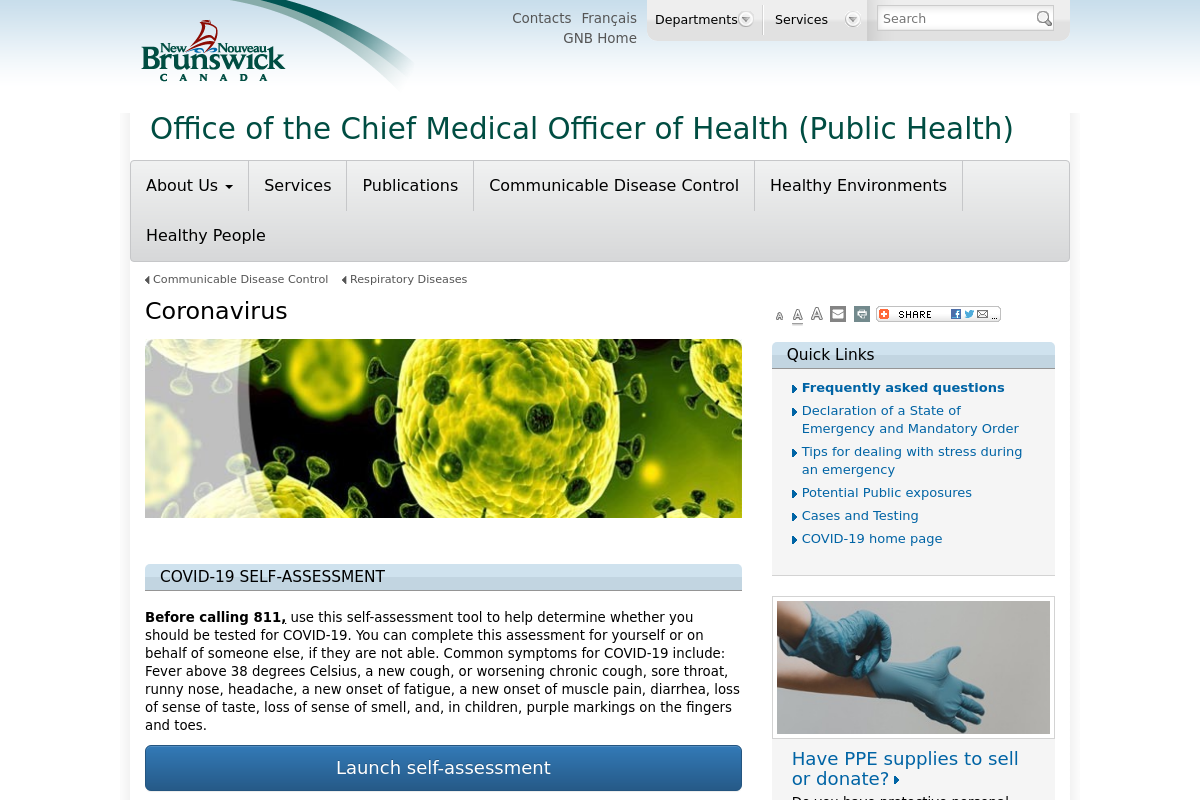 Contacts Français
GNB Home
Departments
Services
Search
New Nouveau
Brunswick
CANADA
Office of the Chief Medical Officer of Health (Public Health)
About Us
Services
Publications
Communicable Disease Control
Healthy Environments
Healthy People
Communicable Disease Control
Respiratory Diseases
Coronavirus
A A A
SHARE
...
COVID-19 SELF-ASSESSMENT
Before calling 811, use this self-assessment tool to help determine whether you
should be tested for COVID-19. You can complete this assessment for yourself or on
behalf of someone else, if they are not able. Common symptoms for COVID-19 include:
Fever above 38 degrees Celsius, a new cough, or worsening chronic cough, sore throat,
runny nose, headache, a new onset of fatigue, a new onset of muscle pain, diarrhea, loss
of sense of taste, loss of sense of smell, and, in children, purple markings on the fingers
and toes.
Launch self-assessment
Quick Links
Frequently asked questions
Declaration of a State of
Emergency and Mandatory Order
Tips for dealing with stress during
an emergency
Potential Public exposures
Cases and Testing
COVID-19 home page
Have PPE supplies to sell
or donate?
Do you have protective personal